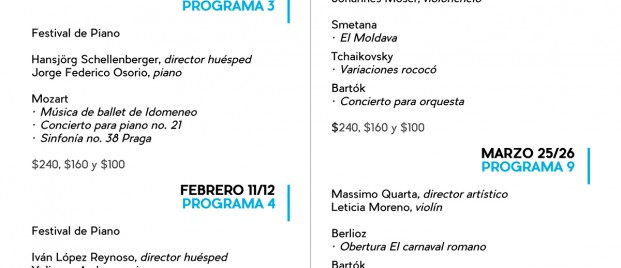 PROGRAMA 3
Festival de Piano
Hansjörg Schellenberger, director huésped
Jorge Federico Osorio, piano
Mozart
· Música de ballet de Idomeneo
· Concierto para piano no. 21
· Sinfonía no. 38 Praga
$240, $160 y $100
FEBRERO 11/12
PROGRAMA 4
Festival de Piano
Iván López Reynoso, director huésped
Johannes Moser, violonchelo
Smetana
· El Moldava
Tchaikovsky
· Variaciones rococó
Bartók
· Concierto para orquesta
$240, $160 y $100
MARZO 25/26
PROGRAMA 9
Massimo Quarta, director artístico
Leticia Moreno, violín
Berlioz
· Obertura El carnaval romano
Bartók